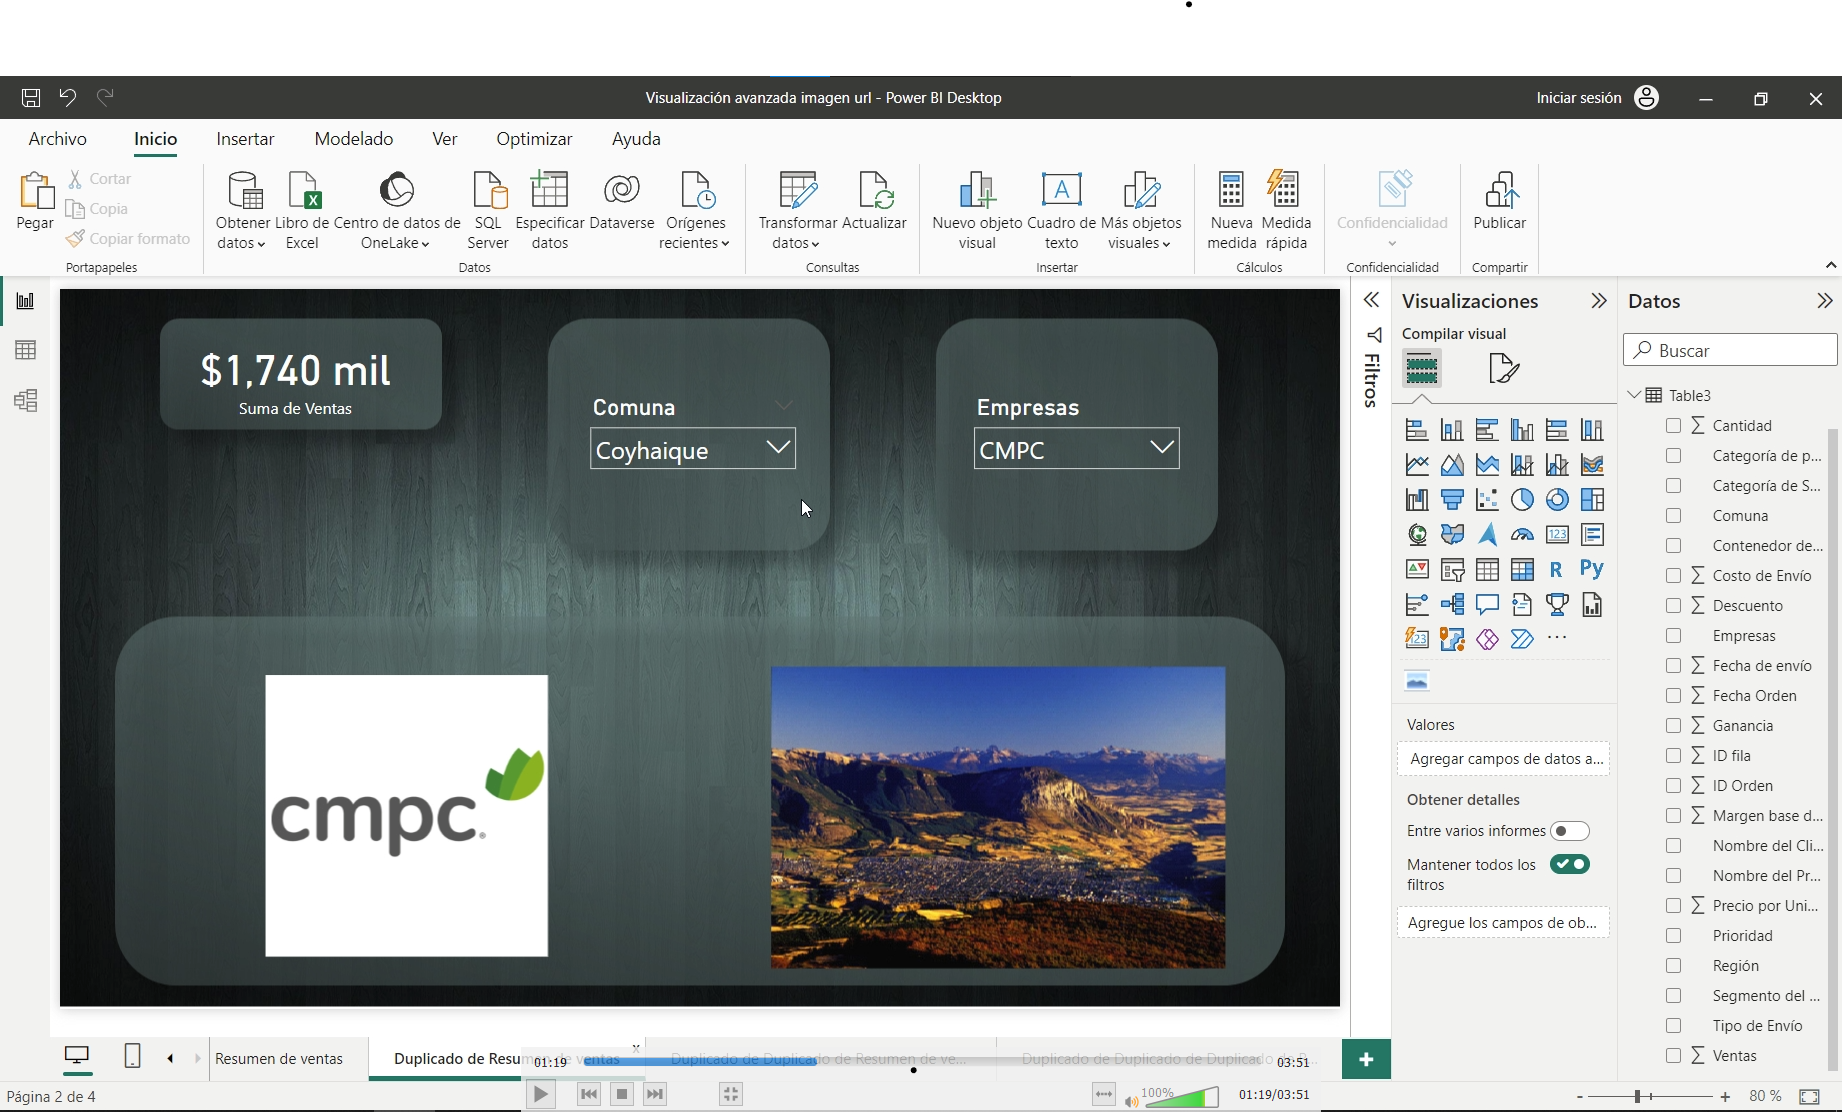 Visualización avanzada imagen url - Power BI Desktop
Iniciar sesión
Archivo
Inicio
Insertar
Modelado
Ver
Optimizar
Ayuda
Pegar
Cortar
Copia
Copiar formato
Portapapeles
Obtener datos
Libro de Excel
Centro de datos de OneLake
SQL Server
Especificar datos
Dataverse
Orígenes recientes
Datos
Transformar datos
Actualizar
Consultas
Nuevo objeto visual
Cuadro de texto
Más objetos visuales
Insertar
Nueva medida
Medida rápida
Cálculos
Confidencialidad
Confidencialidad
Publicar
Compartir
$1,740 mil
Suma de Ventas
Comuna
Coyhaique
Empresas
CMPC
cmpc
Filtros
Visualizaciones
Compilar visual
123
R
Py
123
Valores
Agregar campos de datos a...
Obtener detalles
Entre varios informes
Mantener todos los
filtros
Agregue los campos de ob...
Datos
Buscar
Table3
Cantidad
Categoría de p...
Categoría de S...
Comuna
Contenedor de...
Costo de Envío
Descuento
Empresas
Fecha de envío
Fecha Orden
Ganancia
ID fila
ID Orden
Margen base d...
Nombre del Cli...
Nombre del Pr...
Precio por Uni...
Prioridad
Región
Segmento del ...
Tipo de Envío
Ventas
Resumen de ventas
Duplicado de Resumen de ventas
Duplicado de Duplicado de Resumen de ve...
Duplicado de Duplicado de Duplicado de R...
01:19
03:51
Página 2 de 4
100%
01:19/03:51
80 %